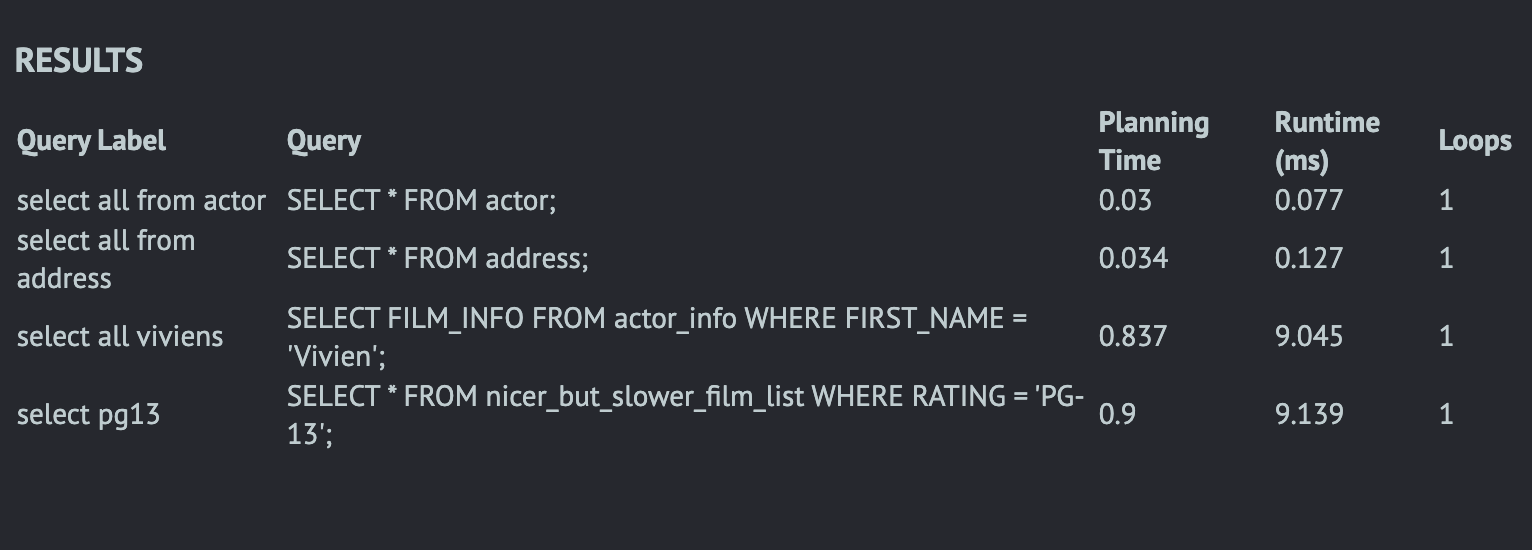 RESULTS
Query Label Query Planning Time Runtime (ms) Loops
select all from actor SELECT * FROM actor; 0.03 0.077 1
select all from address SELECT * FROM address; 0.034 0.127 1
select all viviens SELECT FILM_INFO FROM actor_info WHERE FIRST_NAME = 'Vivien'; 0.837 9.045 1
select pg13 SELECT * FROM nicer_but_slower_film_list WHERE RATING = 'PG-13'; 0.9 9.139 1